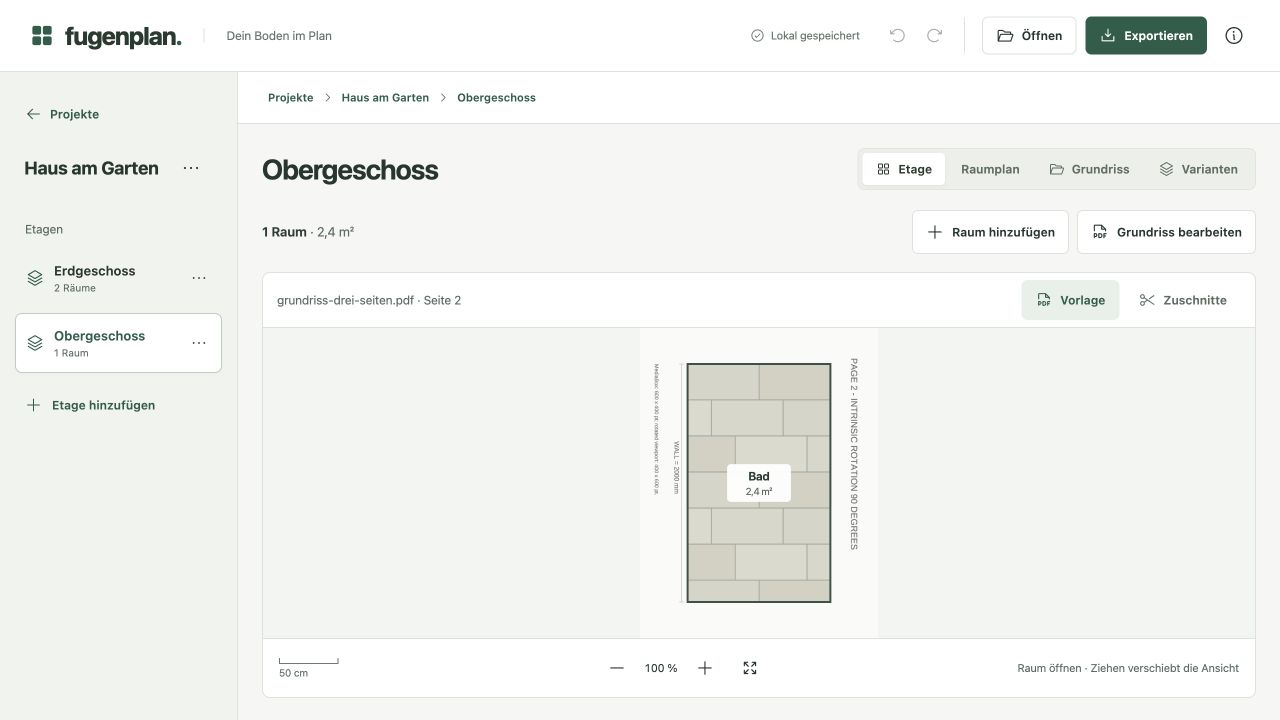 fugenplan.
Dein Boden im Plan
Lokal gespeichert
Öffnen
Exportieren
Projekte
Haus am Garten
Etagen
Erdgeschoss
2 Räume
Obergeschoss
1 Raum
Etage hinzufügen
Projekte
Haus am Garten
Obergeschoss
Obergeschoss
Etage
Raumplan
Grundriss
Varianten
1 Raum · 2,4 m²
Raum hinzufügen
PDF
Grundriss bearbeiten
grundriss-drei-seiten.pdf · Seite 2
PDF
Vorlage
Zuschnitte
PAGE 2 - INTRINSIC ROTATION 90 DEGREES
WALL = 2000 mm
Bad
2,4 m²
50 cm
100 %
Raum öffnen · Ziehen verschiebt die Ansicht